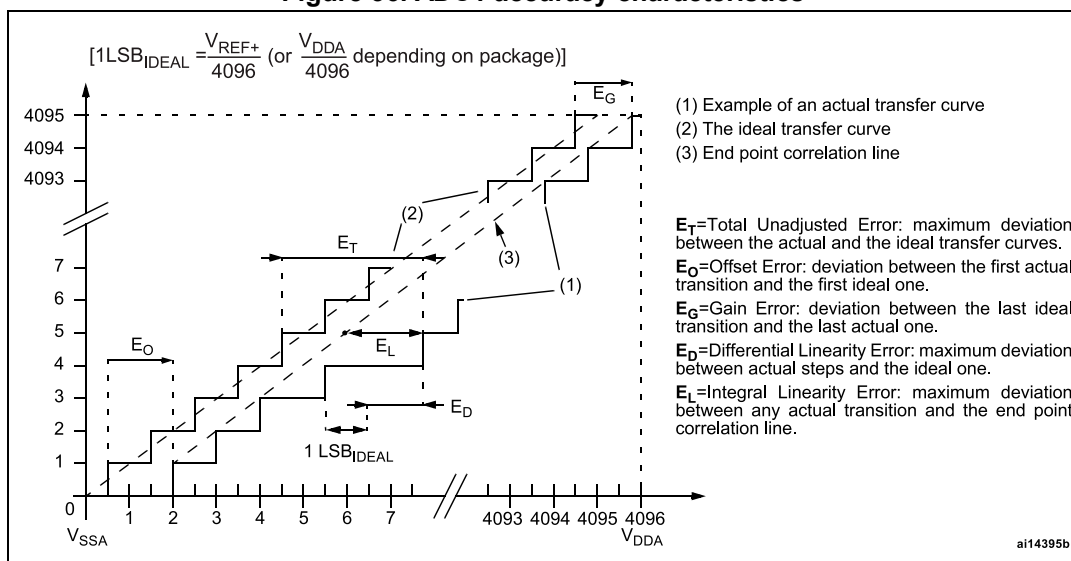 [1LSBIDEAL = VREF+ / 4096 (or VDDA / 4096 depending on package)]
EG
4095
4094
4093
7
6
5
4
3
2
1
0
(1) Example of an actual transfer curve
(2) The ideal transfer curve
(3) End point correlation line
(2)
ET
(3)
(1)
EO
EL
ED
1 LSBIDEAL
ET=Total Unadjusted Error: maximum deviation
between the actual and the ideal transfer curves.
EO=Offset Error: deviation between the first actual
transition and the first ideal one.
EG=Gain Error: deviation between the last ideal
transition and the last actual one.
ED=Differential Linearity Error: maximum deviation
between actual steps and the ideal one.
EL=Integral Linearity Error: maximum deviation
between any actual transition and the end point
correlation line.
1 2 3 4 5 6 7 4093 4094 4095 4096
VSSA VDDA
ai14395b